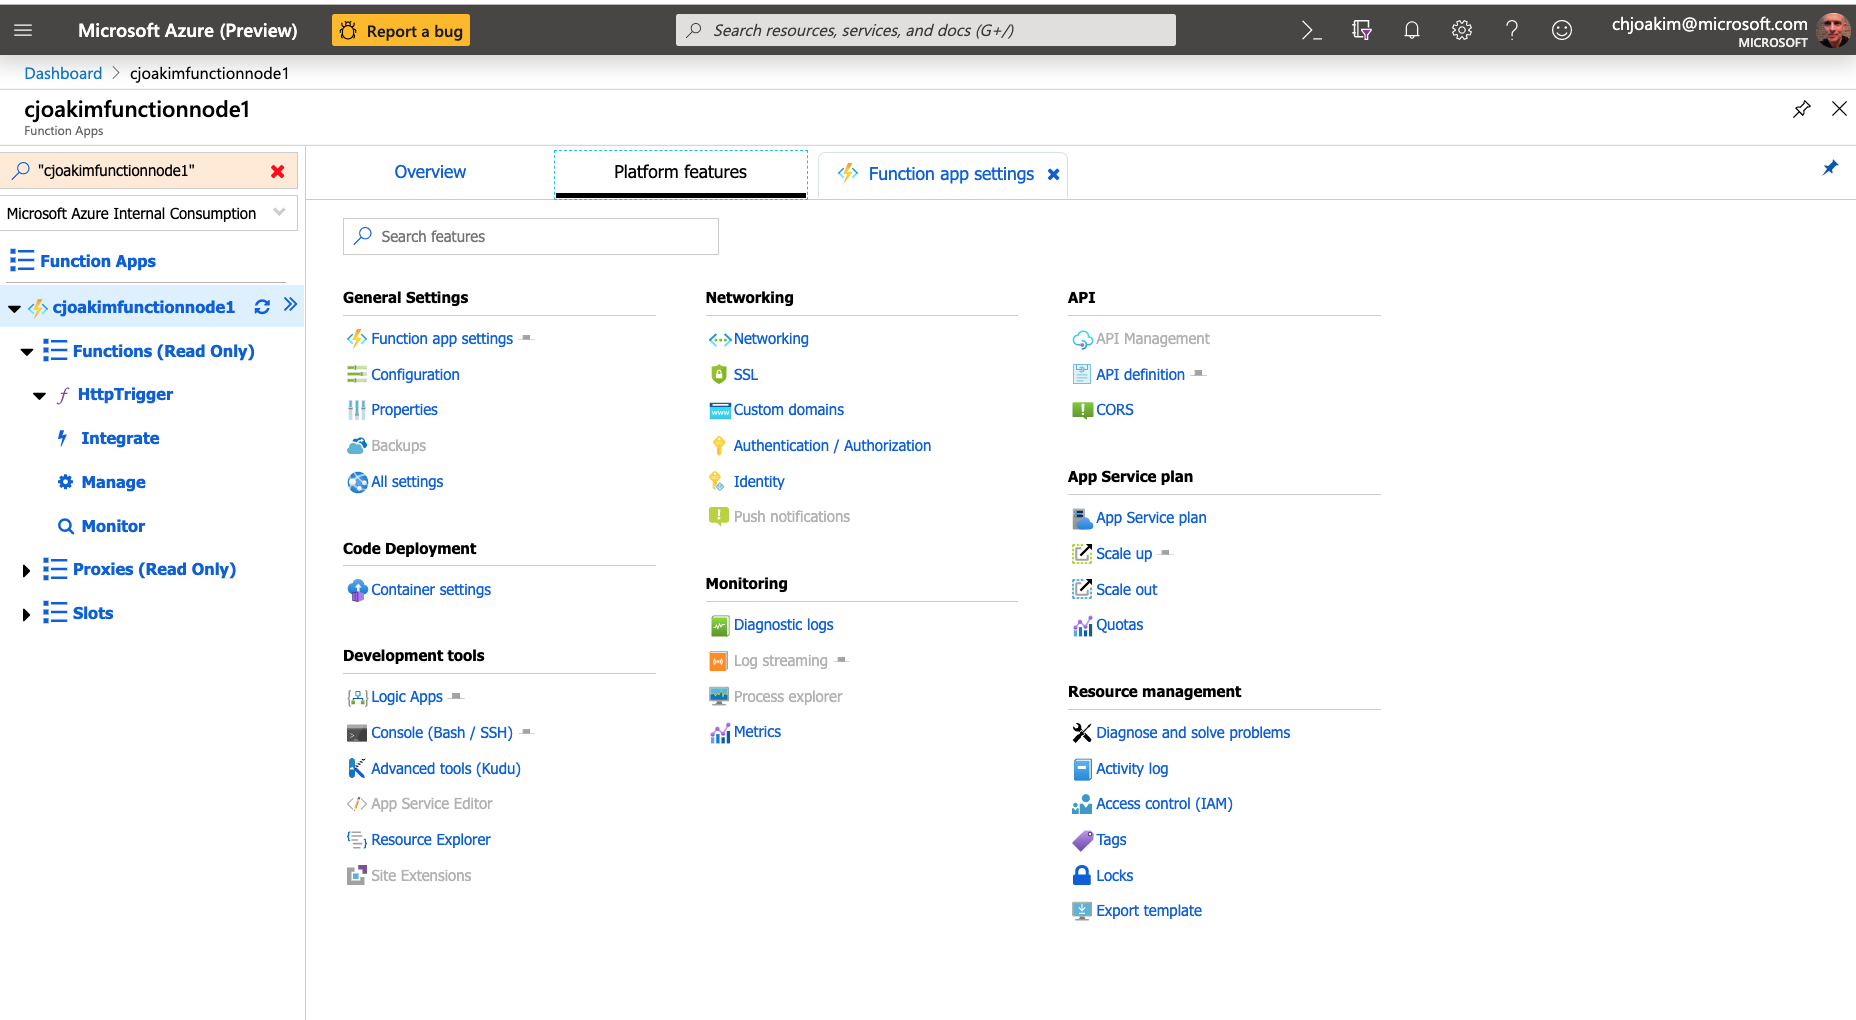 Microsoft Azure (Preview)
Report a bug
Search resources, services, and docs (G+/)
chjoakim@microsoft.com
MICROSOFT
Dashboard > cjoakimfunctionnode1
cjoakimfunctionnode1
Function Apps
"cjoakimfunctionnode1"
Microsoft Azure Internal Consumption
Function Apps
cjoakimfunctionnode1
Functions (Read Only)
f HttpTrigger
Integrate
Manage
Monitor
Proxies (Read Only)
Slots
Overview
Platform features
Function app settings
Search features
General Settings
Function app settings
Configuration
Properties
Backups
All settings
Code Deployment
Container settings
Development tools
Logic Apps
Console (Bash / SSH)
Advanced tools (Kudu)
App Service Editor
Resource Explorer
Site Extensions
Networking
Networking
SSL
Custom domains
Authentication / Authorization
Identity
Push notifications
Monitoring
Diagnostic logs
Log streaming
Process explorer
Metrics
API
API Management
API definition
CORS
App Service plan
App Service plan
Scale up
Scale out
Quotas
Resource management
Diagnose and solve problems
Activity log
Access control (IAM)
Tags
Locks
Export template